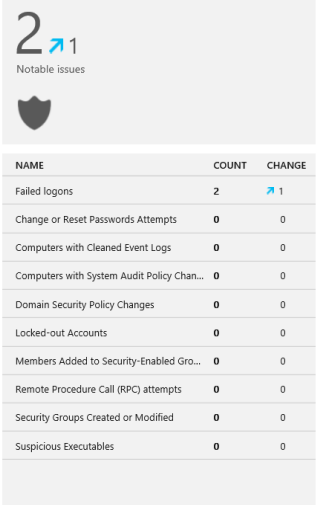 2 1
Notable issues
NAME COUNT CHANGE
Failed logons 2 1
Change or Reset Passwords Attempts 0 0
Computers with Cleaned Event Logs 0 0
Computers with System Audit Policy Chan... 0 0
Domain Security Policy Changes 0 0
Locked-out Accounts 0 0
Members Added to Security-Enabled Gro... 0 0
Remote Procedure Call (RPC) attempts 0 0
Security Groups Created or Modified 0 0
Suspicious Executables 0 0